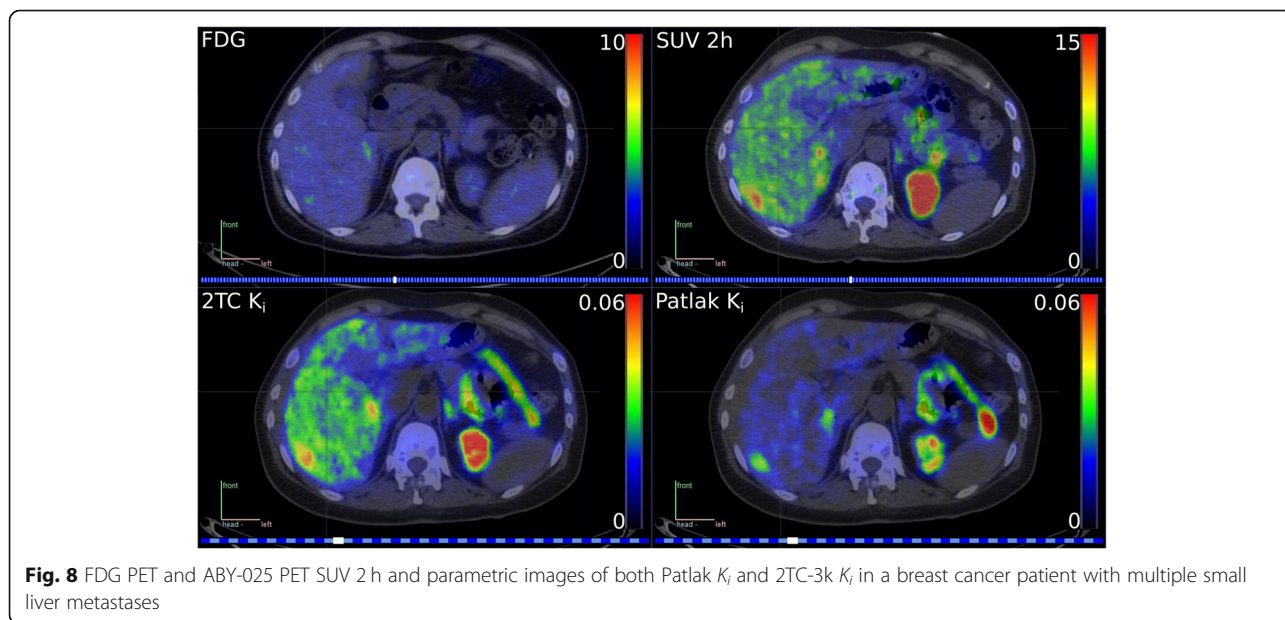 FDG
10
0
front
head -
left
SUV 2h
15
0
front
head -
left
2TC Ki
0.06
0
front
head -
left
Patlak Ki
0.06
0
front
head -
left
Fig. 8 FDG PET and ABY-025 PET SUV 2 h and parametric images of both Patlak Ki and 2TC-3k Ki in a breast cancer patient with multiple small
liver metastases